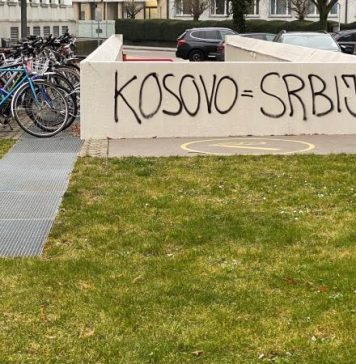 KOSOVO = SRBIJ